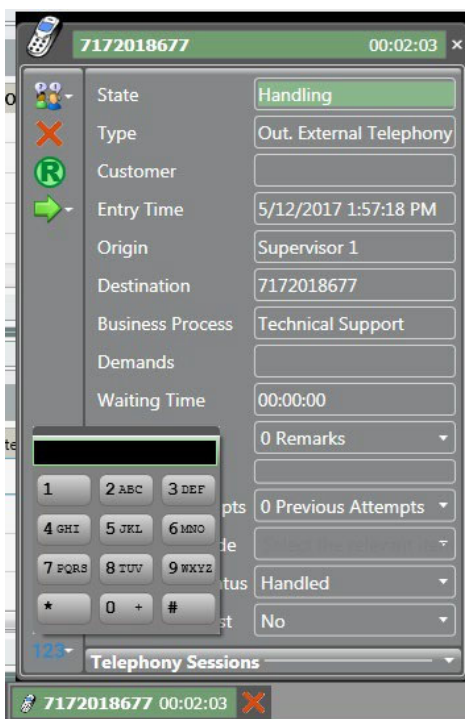 7172018677 00:02:03 ×
State Handling
Type Out. External Telephony
Customer
Entry Time 5/12/2017 1:57:18 PM
Origin Supervisor 1
Destination 7172018677
Business Process Technical Support
Demands
Waiting Time 00:00:00
0 Remarks
pts 0 Previous Attempts
de
tus Handled
st No
1 2 ABC 3 DEF
4 GHI 5 JKL 6 MNO
7 PQRS 8 TUV 9 WXYZ
* 0 + #
123
Telephony Sessions
7172018677 00:02:03